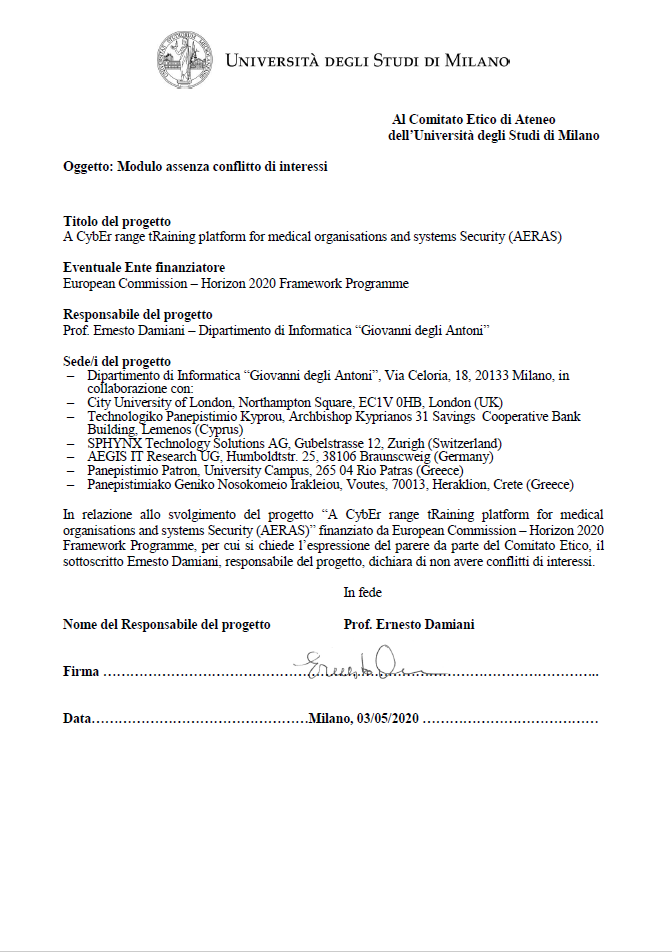 UNIVERSITÀ DEGLI STUDI DI MILANO
Al Comitato Etico di Ateneo
dell’Università degli Studi di Milano
Oggetto: Modulo assenza conflitto di interessi
Titolo del progetto
A CybEr range tRaining platform for medical organisations and systems Security (AERAS)
Eventuale Ente finanziatore
European Commission – Horizon 2020 Framework Programme
Responsabile del progetto
Prof. Ernesto Damiani – Dipartimento di Informatica “Giovanni degli Antoni”
Sede/i del progetto
– Dipartimento di Informatica “Giovanni degli Antoni”, Via Celoria, 18, 20133 Milano, in
collaborazione con:
– City University of London, Northampton Square, EC1V 0HB, London (UK)
– Technologiko Panepistimio Kyprou, Archbishop Kyprianos 31 Savings Cooperative Bank
Building, Lemenos (Cyprus)
– SPHYNX Technology Solutions AG, Gubelstrasse 12, Zurigh (Switzerland)
– AEGIS IT Research UG, Humboldtstr. 25, 38106 Braunscweig (Germany)
– Panepistimio Patron, University Campus, 265 04 Rio Patras (Greece)
– Panepistimiako Geniko Nosokomeio Irakleiou, Voutes, 70013, Heraklion, Crete (Greece)
In relazione allo svolgimento del progetto “A CybEr range tRaining platform for medical
organisations and systems Security (AERAS)” finanziato da European Commission – Horizon 2020
Framework Programme, per cui si chiede l’espressione del parere da parte del Comitato Etico, il
sottoscritto Ernesto Damiani, responsabile del progetto, dichiara di non avere conflitti di interessi.
In fede
Nome del Responsabile del progetto Prof. Ernesto Damiani
Firma ……………………………………Ernesto Da……………………………………..
Data…………………………………………Milano, 03/05/2020 …………………………………